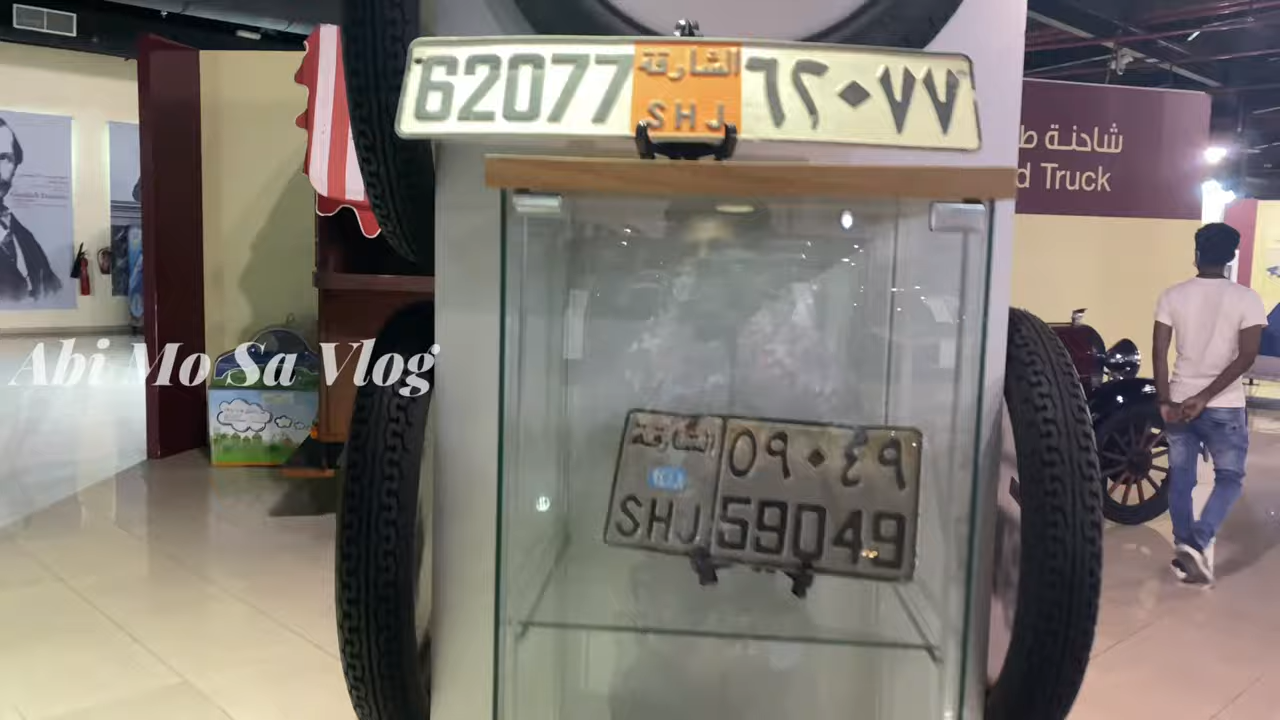 62077 الشارقة SHJ ٦٢٠٧٧
شاحنة
d Truck
Abi Mo Sa Vlog
الشارقة ٥٩٠٤٩
SHJ 59049